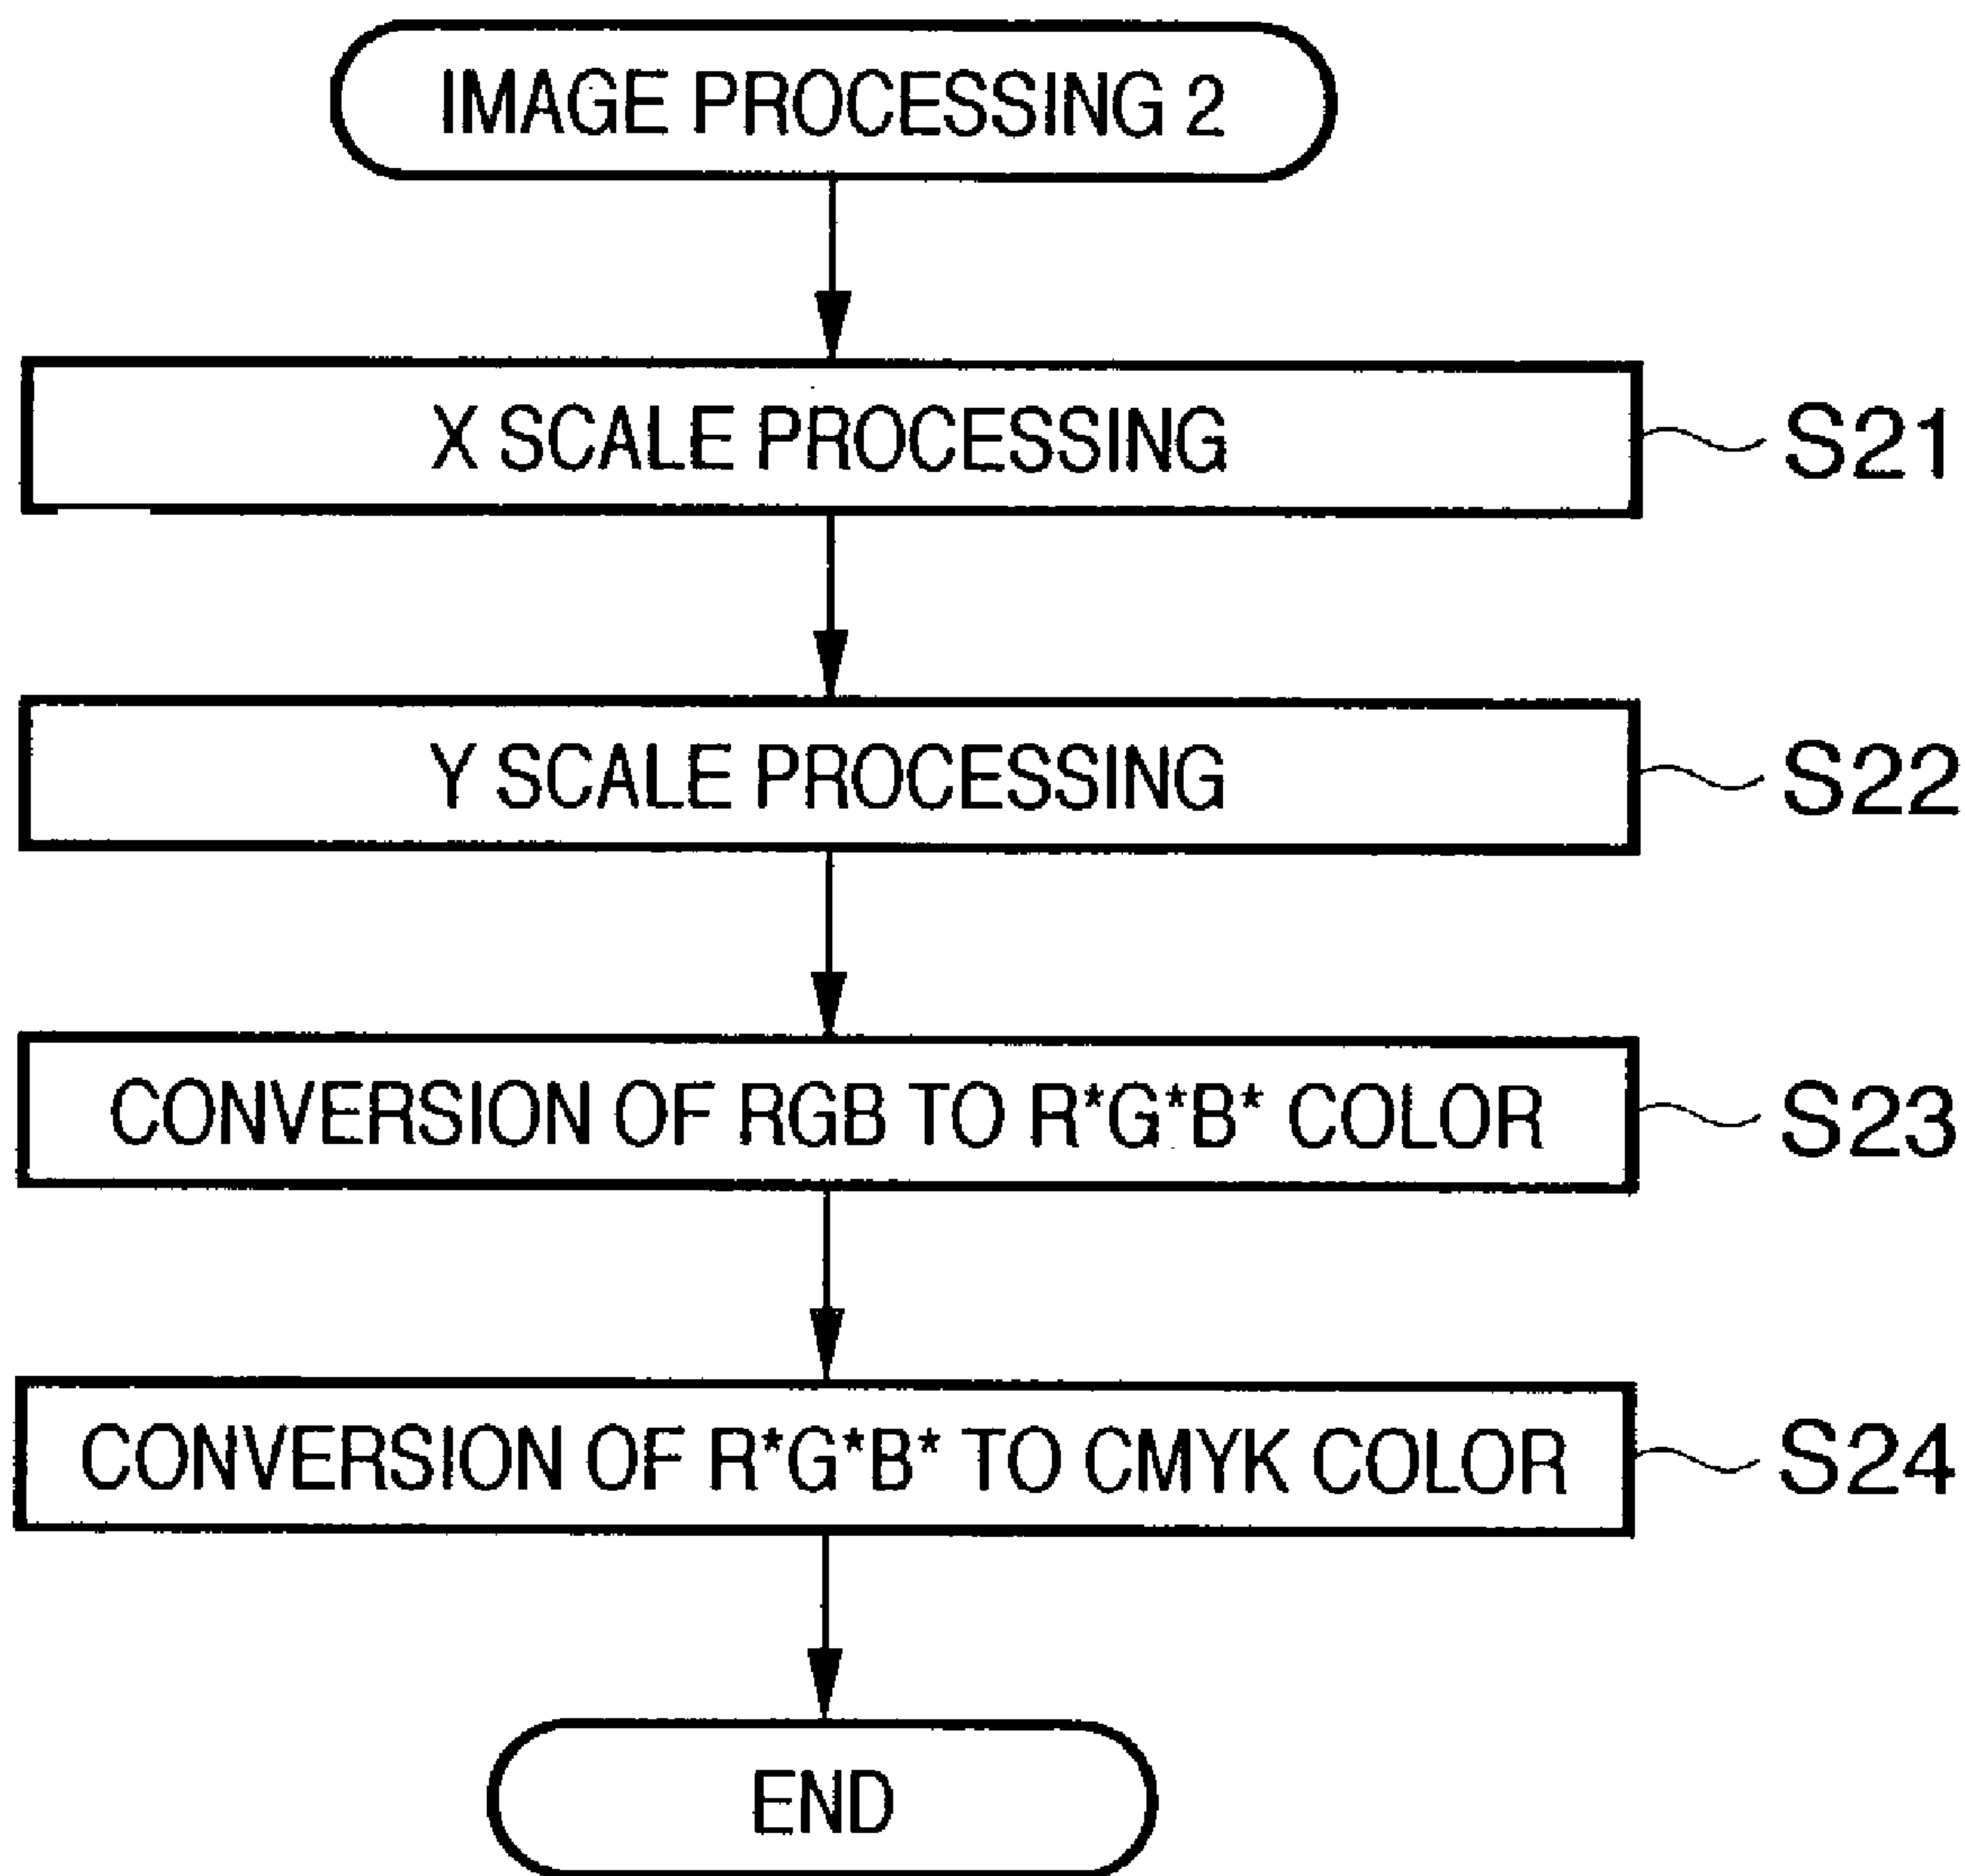 IMAGE PROCESSING 2
X SCALE PROCESSING
S21
Y SCALE PROCESSING
S22
CONVERSION OF RGB TO R*G*B* COLOR
S23
CONVERSION OF R*G*B* TO CMYK COLOR
S24
END